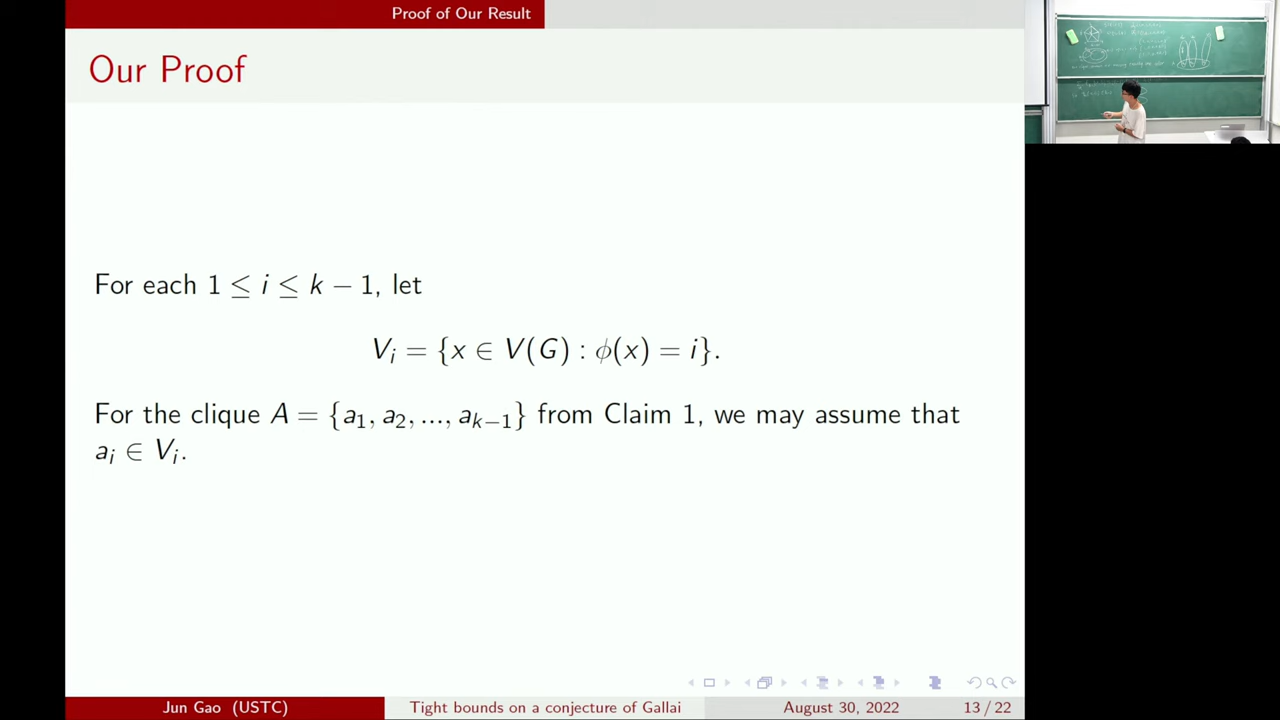 Proof of Our Result
Our Proof
For each 1 ≤ i ≤ k − 1, let
V_i = {x ∈ V(G) : ϕ(x) = i}.
For the clique A = {a_1, a_2, ..., a_{k−1}} from Claim 1, we may assume that
a_i ∈ V_i.
Jun Gao (USTC) Tight bounds on a conjecture of Gallai August 30, 2022 13 / 22